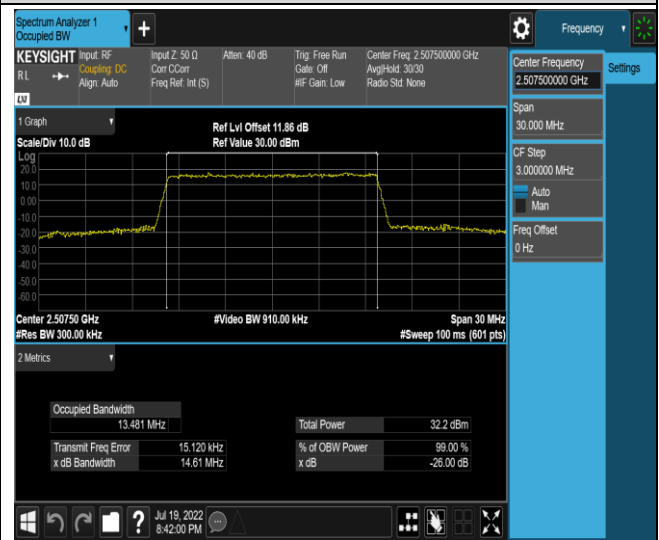 Spectrum Analyzer 1
Occupied BW
+
Frequency
KEYSIGHT
RL
Input: RF
Coupling: DC
Align: Auto
Input Z: 50 Ω
Corr CCorr
Freq Ref: Int (S)
Atten: 40 dB
Trig: Free Run
Gate: Off
#IF Gain: Low
Center Freq: 2.507500000 GHz
Avg|Hold: 30/30
Radio Std: None
Center Frequency
2.507500000 GHz
Settings
Span
30.000 MHz
CF Step
3.000000 MHz
Auto
Man
Freq Offset
0 Hz
1 Graph
Scale/Div 10.0 dB
Ref Lvl Offset 11.86 dB
Ref Value 30.00 dBm
Log
20.0
10.0
0.00
-10.0
-20.0
-30.0
-40.0
-50.0
-60.0
Center 2.50750 GHz
#Res BW 300.00 kHz
#Video BW 910.00 kHz
Span 30 MHz
#Sweep 100 ms (601 pts)
2 Metrics
Occupied Bandwidth
13.481 MHz
Transmit Freq Error 15.120 kHz
x dB Bandwidth 14.61 MHz
Total Power 32.2 dBm
% of OBW Power 99.00 %
x dB -26.00 dB
?
Jul 19, 2022
8:42:00 PM